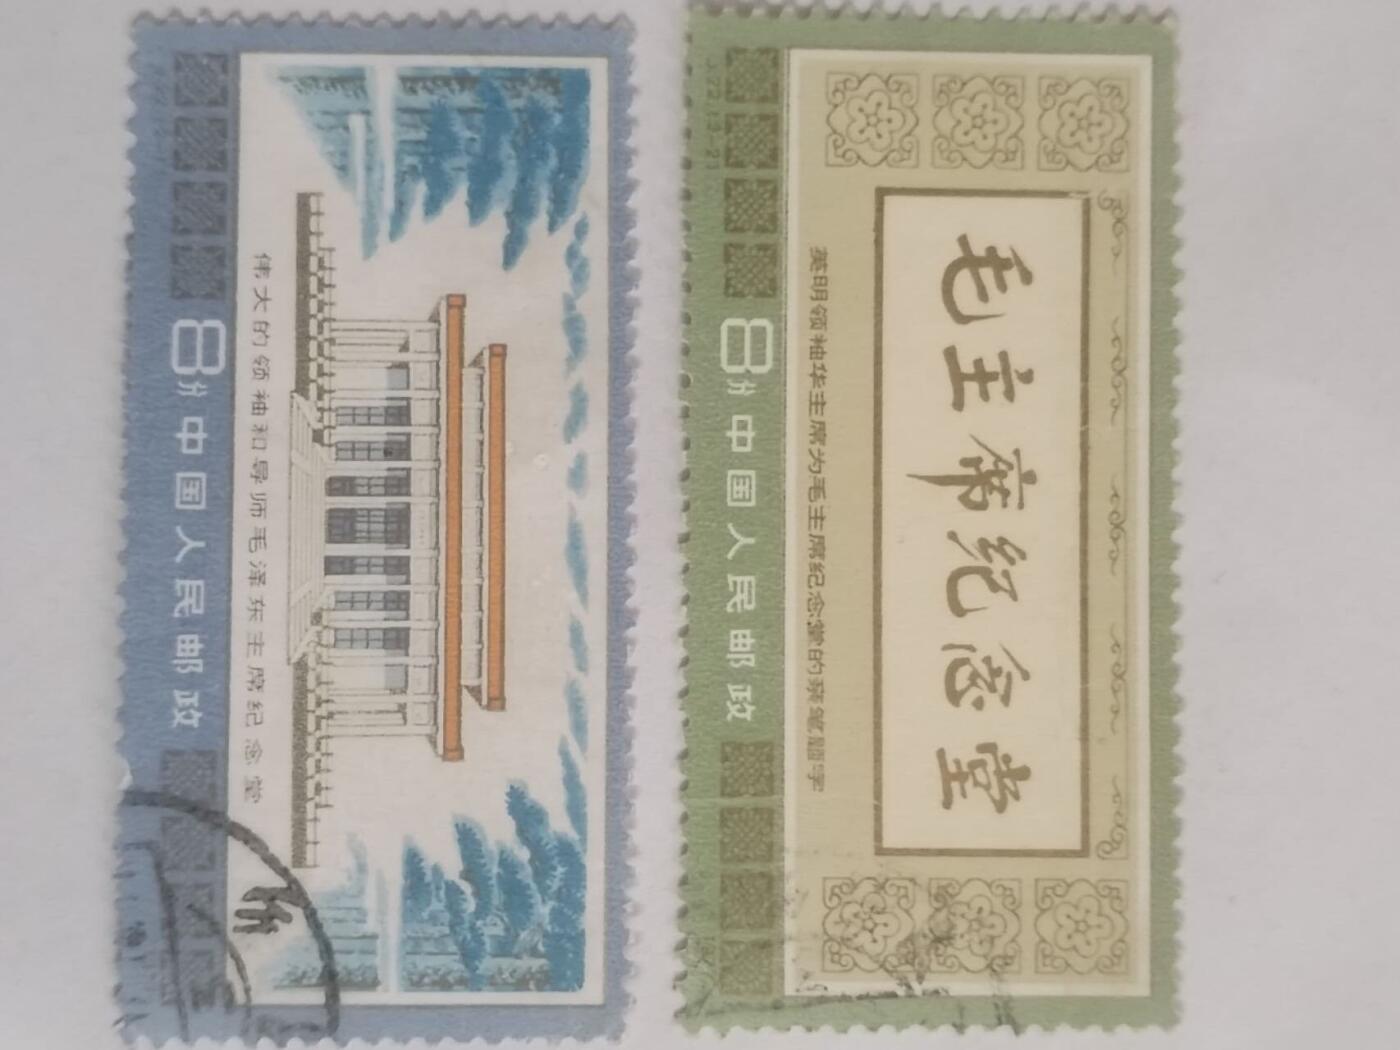 伟大的领袖和导师毛泽东主席纪念堂
8分 中国人民邮政
毛主席纪念堂
英明领袖华主席为毛主席纪念堂的亲笔题字
8分 中国人民邮政